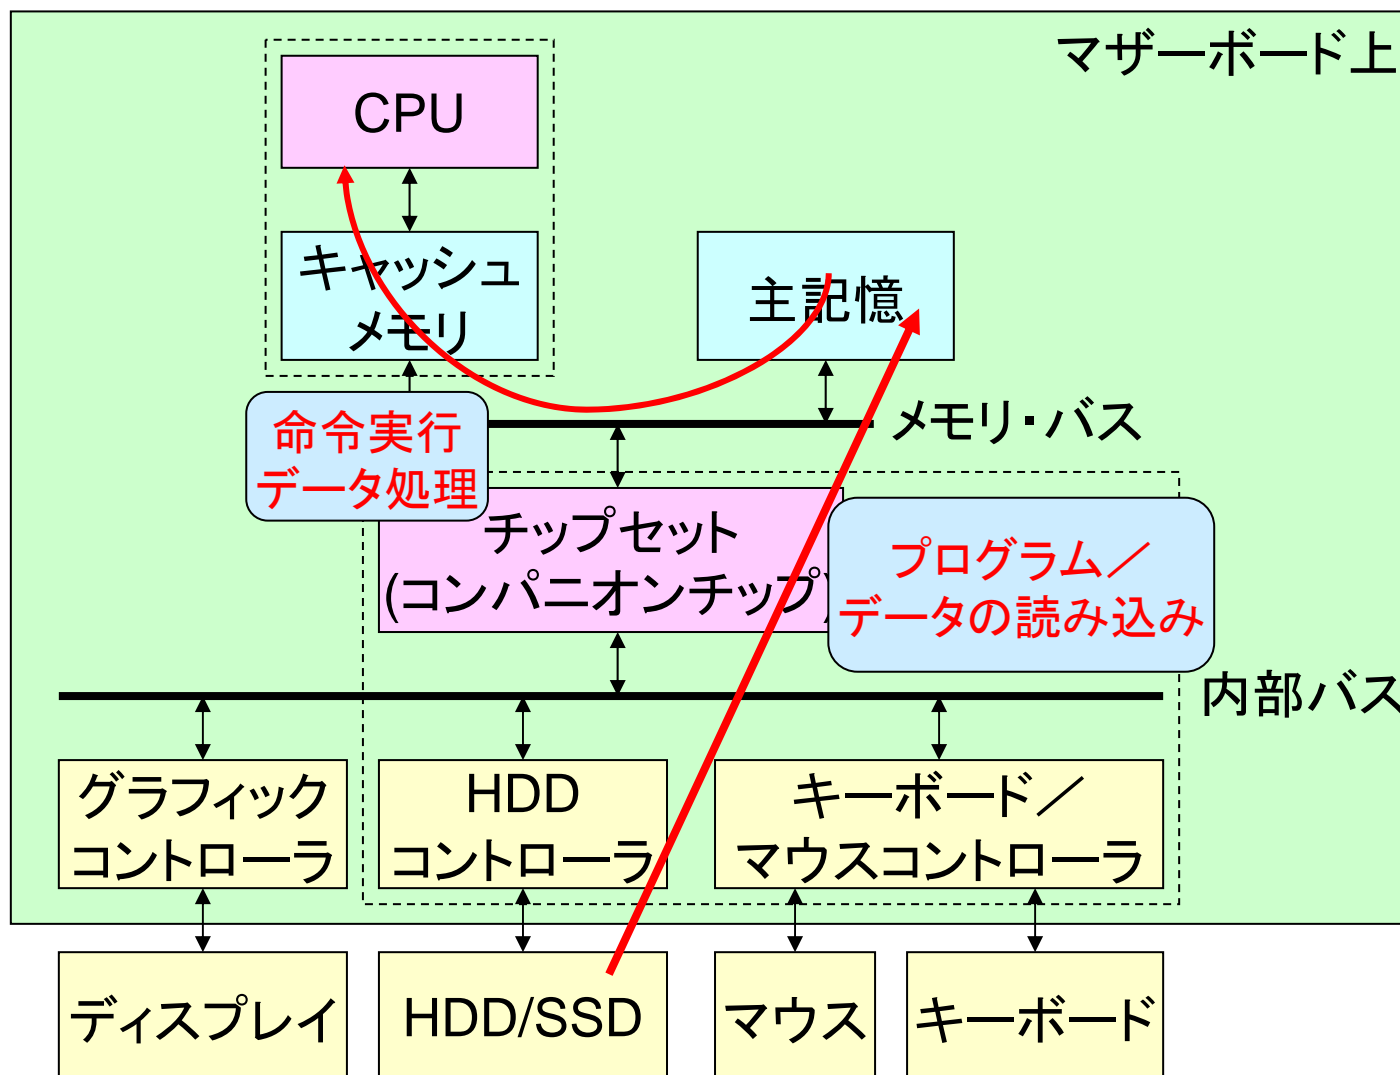 マザーボード上
CPU
キャッシュ
メモリ
主記憶
命令実行
データ処理
メモリ・バス
チップセット
(コンパニオンチップ)
プログラム／
データの読み込み
内部バス
グラフィック
コントローラ
HDD
コントローラ
キーボード／
マウスコントローラ
ディスプレイ
HDD/SSD
マウス
キーボード